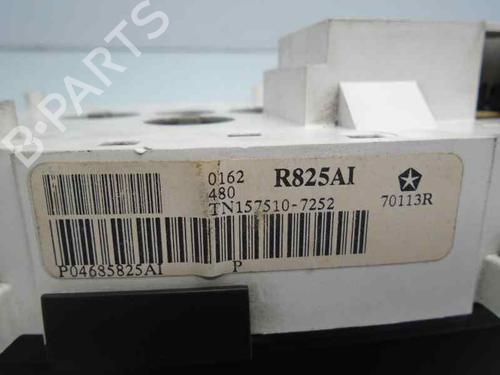 B-PARTS
0162
480
R825AI
TN157510-7252
70113R
P04685825AI
P